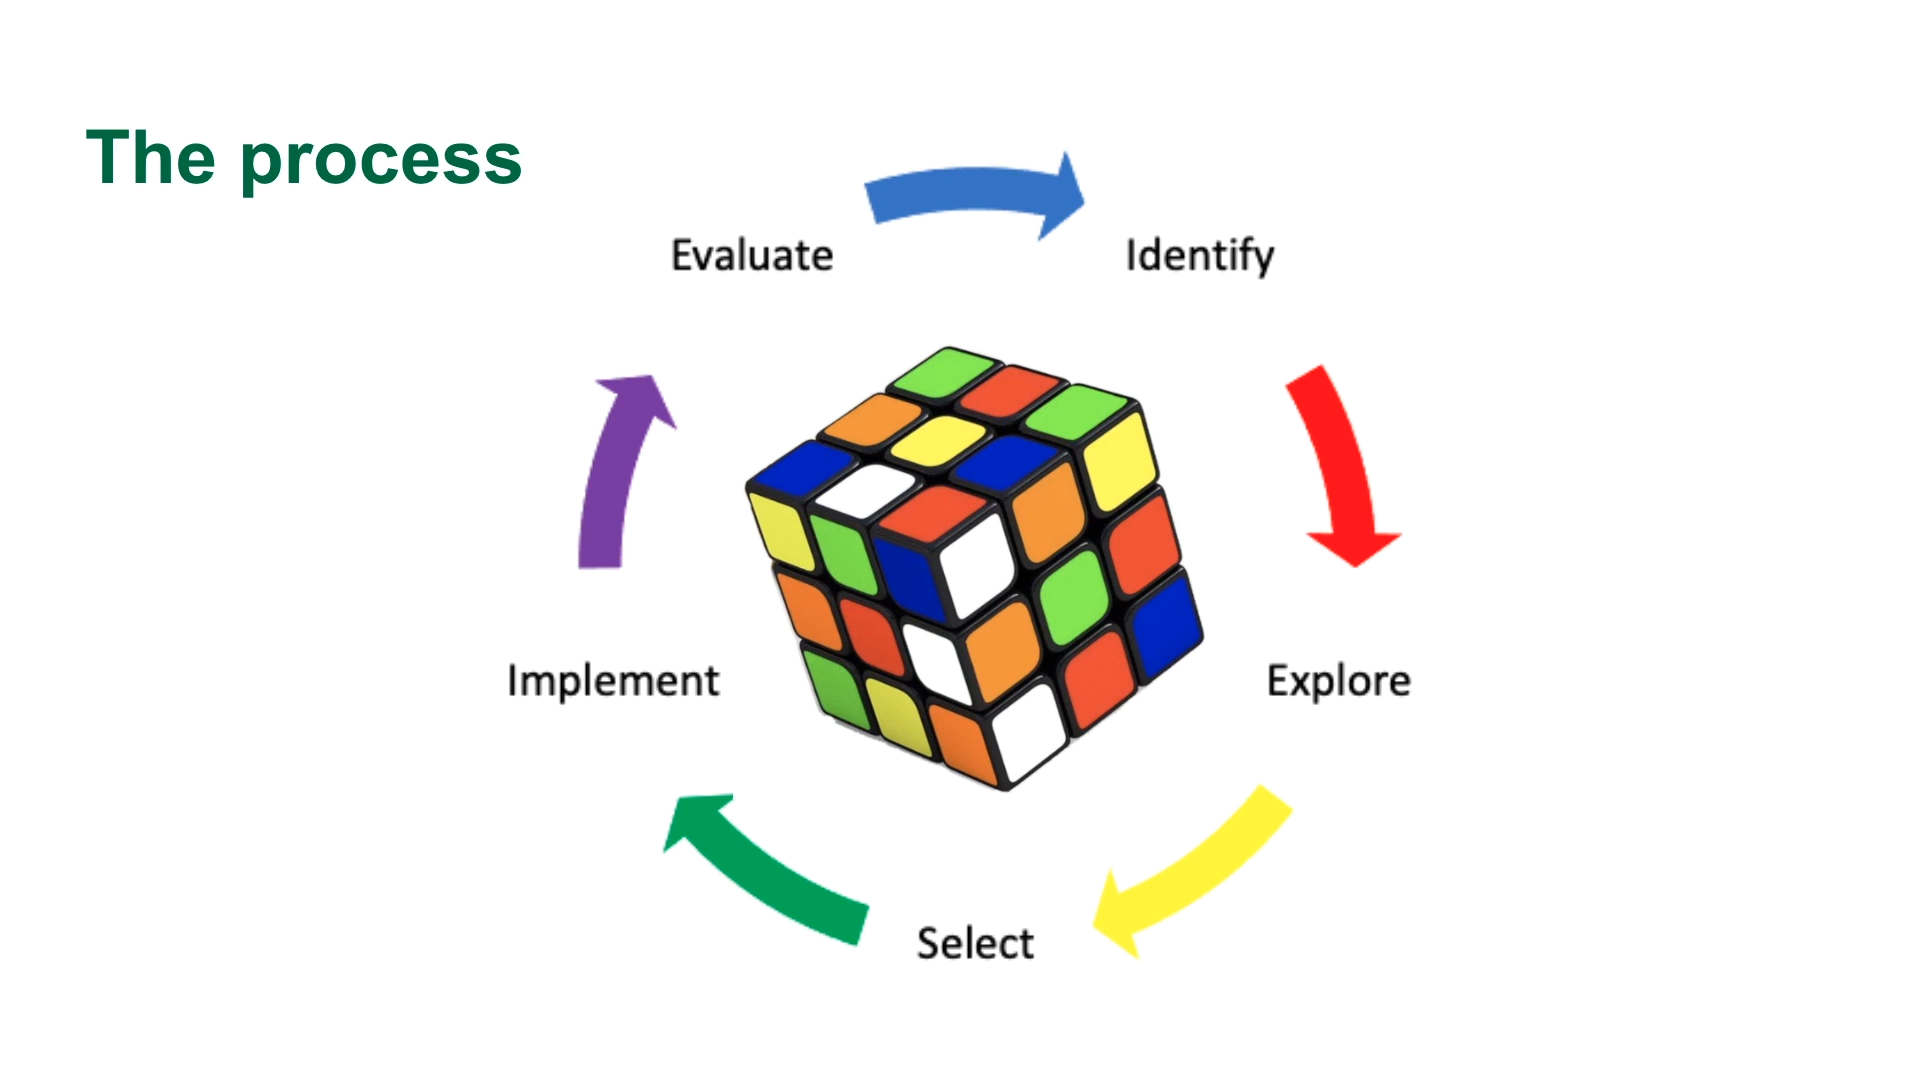 The process
Evaluate
Identify
Implement
Explore
Select